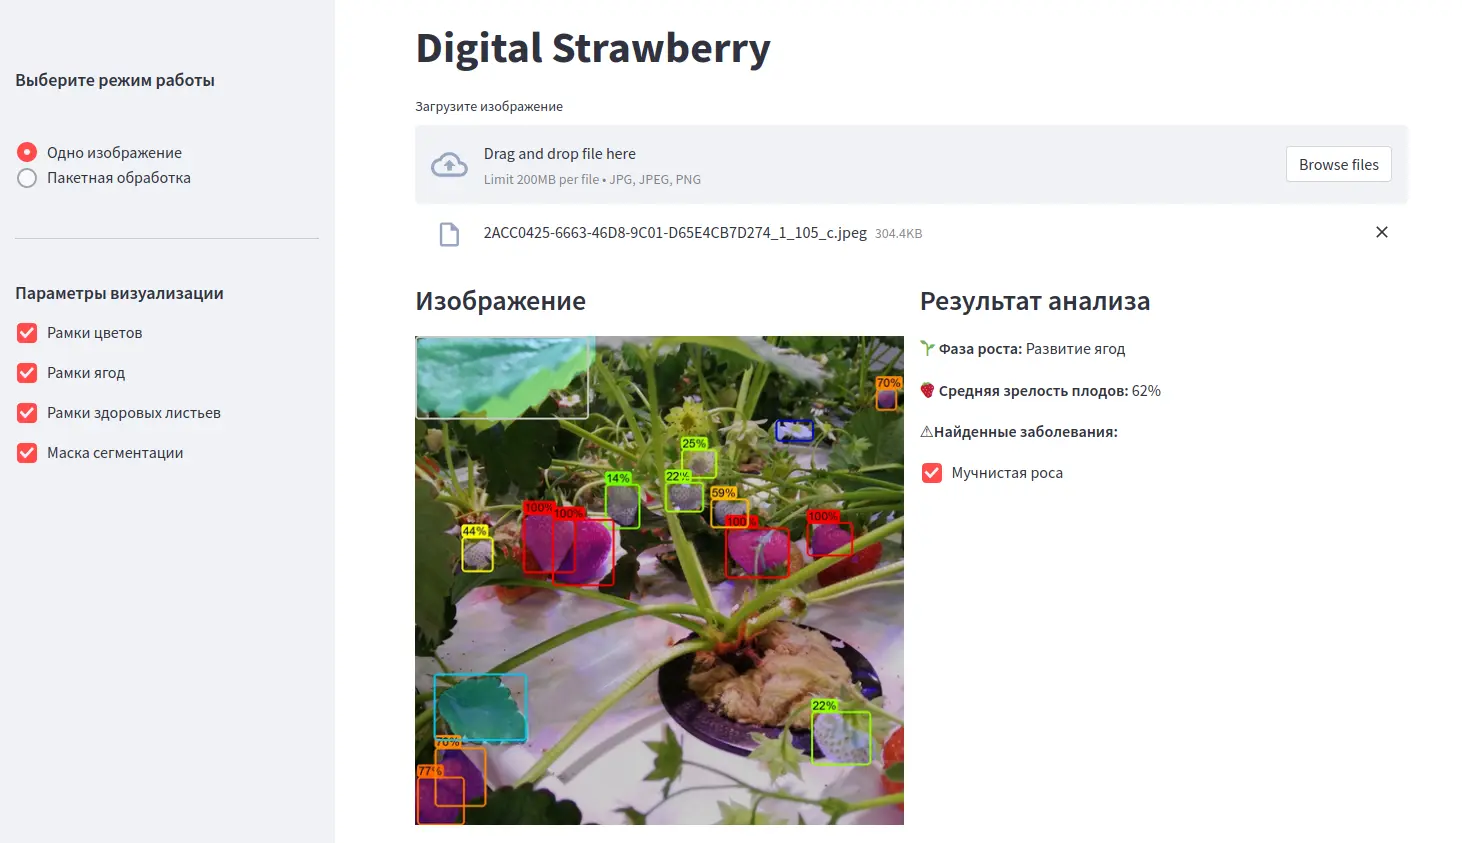 Выберите режим работы
Одно изображение
Пакетная обработка
Параметры визуализации
Рамки цветов
Рамки ягод
Рамки здоровых листьев
Маска сегментации
Digital Strawberry
Загрузите изображение
Drag and drop file here
Limit 200MB per file • JPG, JPEG, PNG
Browse files
2ACC0425-6663-46D8-9C01-D65E4CB7D274_1_105_c.jpeg 304.4KB
Изображение
70%
25%
14%
22%
59%
100%
100%
100%
100%
44%
22%
70%
77%
Результат анализа
Фаза роста: Развитие ягод
Средняя зрелость плодов: 62%
⚠Найденные заболевания:
Мучнистая роса